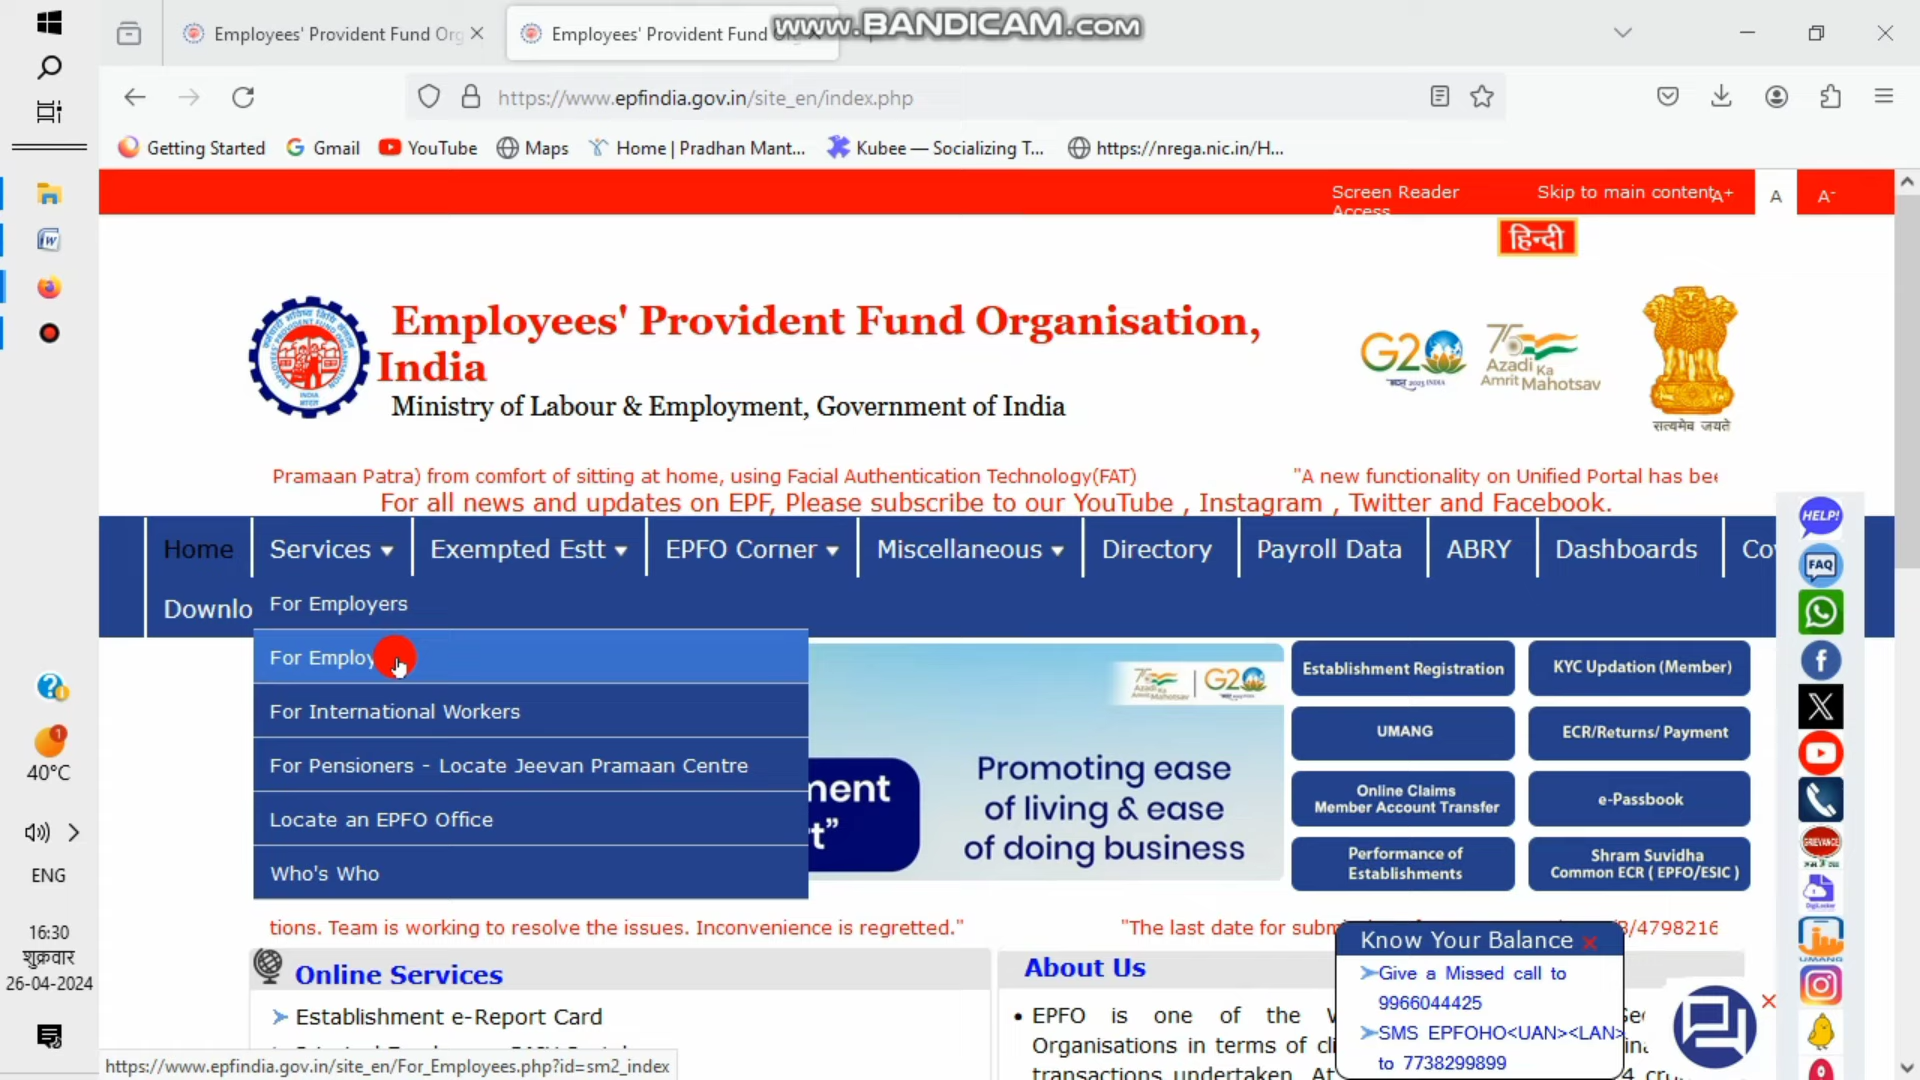 www.BANDICAM.com
Employees' Provident Fund Org
Employees' Provident Fund
https://www.epfindia.gov.in/site_en/index.php
Getting Started
Gmail
YouTube
Maps
Home | Pradhan Mant...
Kubee — Socializing T...
https://nrega.nic.in/H...
Screen Reader
Access
Skip to main content
A+
A
A-
हिन्दी
Employees' Provident Fund Organisation,
India
Ministry of Labour & Employment, Government of India
G20
75
Azadi Ka
Amrit Mahotsav
सत्यमेव जयते
Pramaan Patra) from comfort of sitting at home, using Facial Authentication Technology(FAT)
"A new functionality on Unified Portal has bee
For all news and updates on EPF, Please subscribe to our YouTube , Instagram , Twitter and Facebook.
Home
Services
Exempted Estt
EPFO Corner
Miscellaneous
Directory
Payroll Data
ABRY
Dashboards
Downlo
For Employers
For Employ
For International Workers
For Pensioners - Locate Jeevan Pramaan Centre
Locate an EPFO Office
Who's Who
G20
Promoting ease
of living & ease
of doing business
nent
t”
Establishment Registration
KYC Updation (Member)
UMANG
ECR/Returns/ Payment
Online Claims
Member Account Transfer
e-Passbook
Performance of
Establishments
Shram Suvidha
Common ECR ( EPFO/ESIC )
HELP!
FAQ
GRIEVANCE
DigiLocker
UMANG
tions. Team is working to resolve the issues. Inconvenience is regretted."
"The last date for subm
/4798216
Online Services
Establishment e-Report Card
About Us
EPFO is one of the
Organisations in terms of cli
transactions undertaken. At
Know Your Balance
Give a Missed call to
9966044425
SMS EPFOHO<UAN><LAN>
to 7738299899
40°C
1
ENG
16:30
शुक्रवार
26-04-2024
https://www.epfindia.gov.in/site_en/For_Employees.php?id=sm2_index